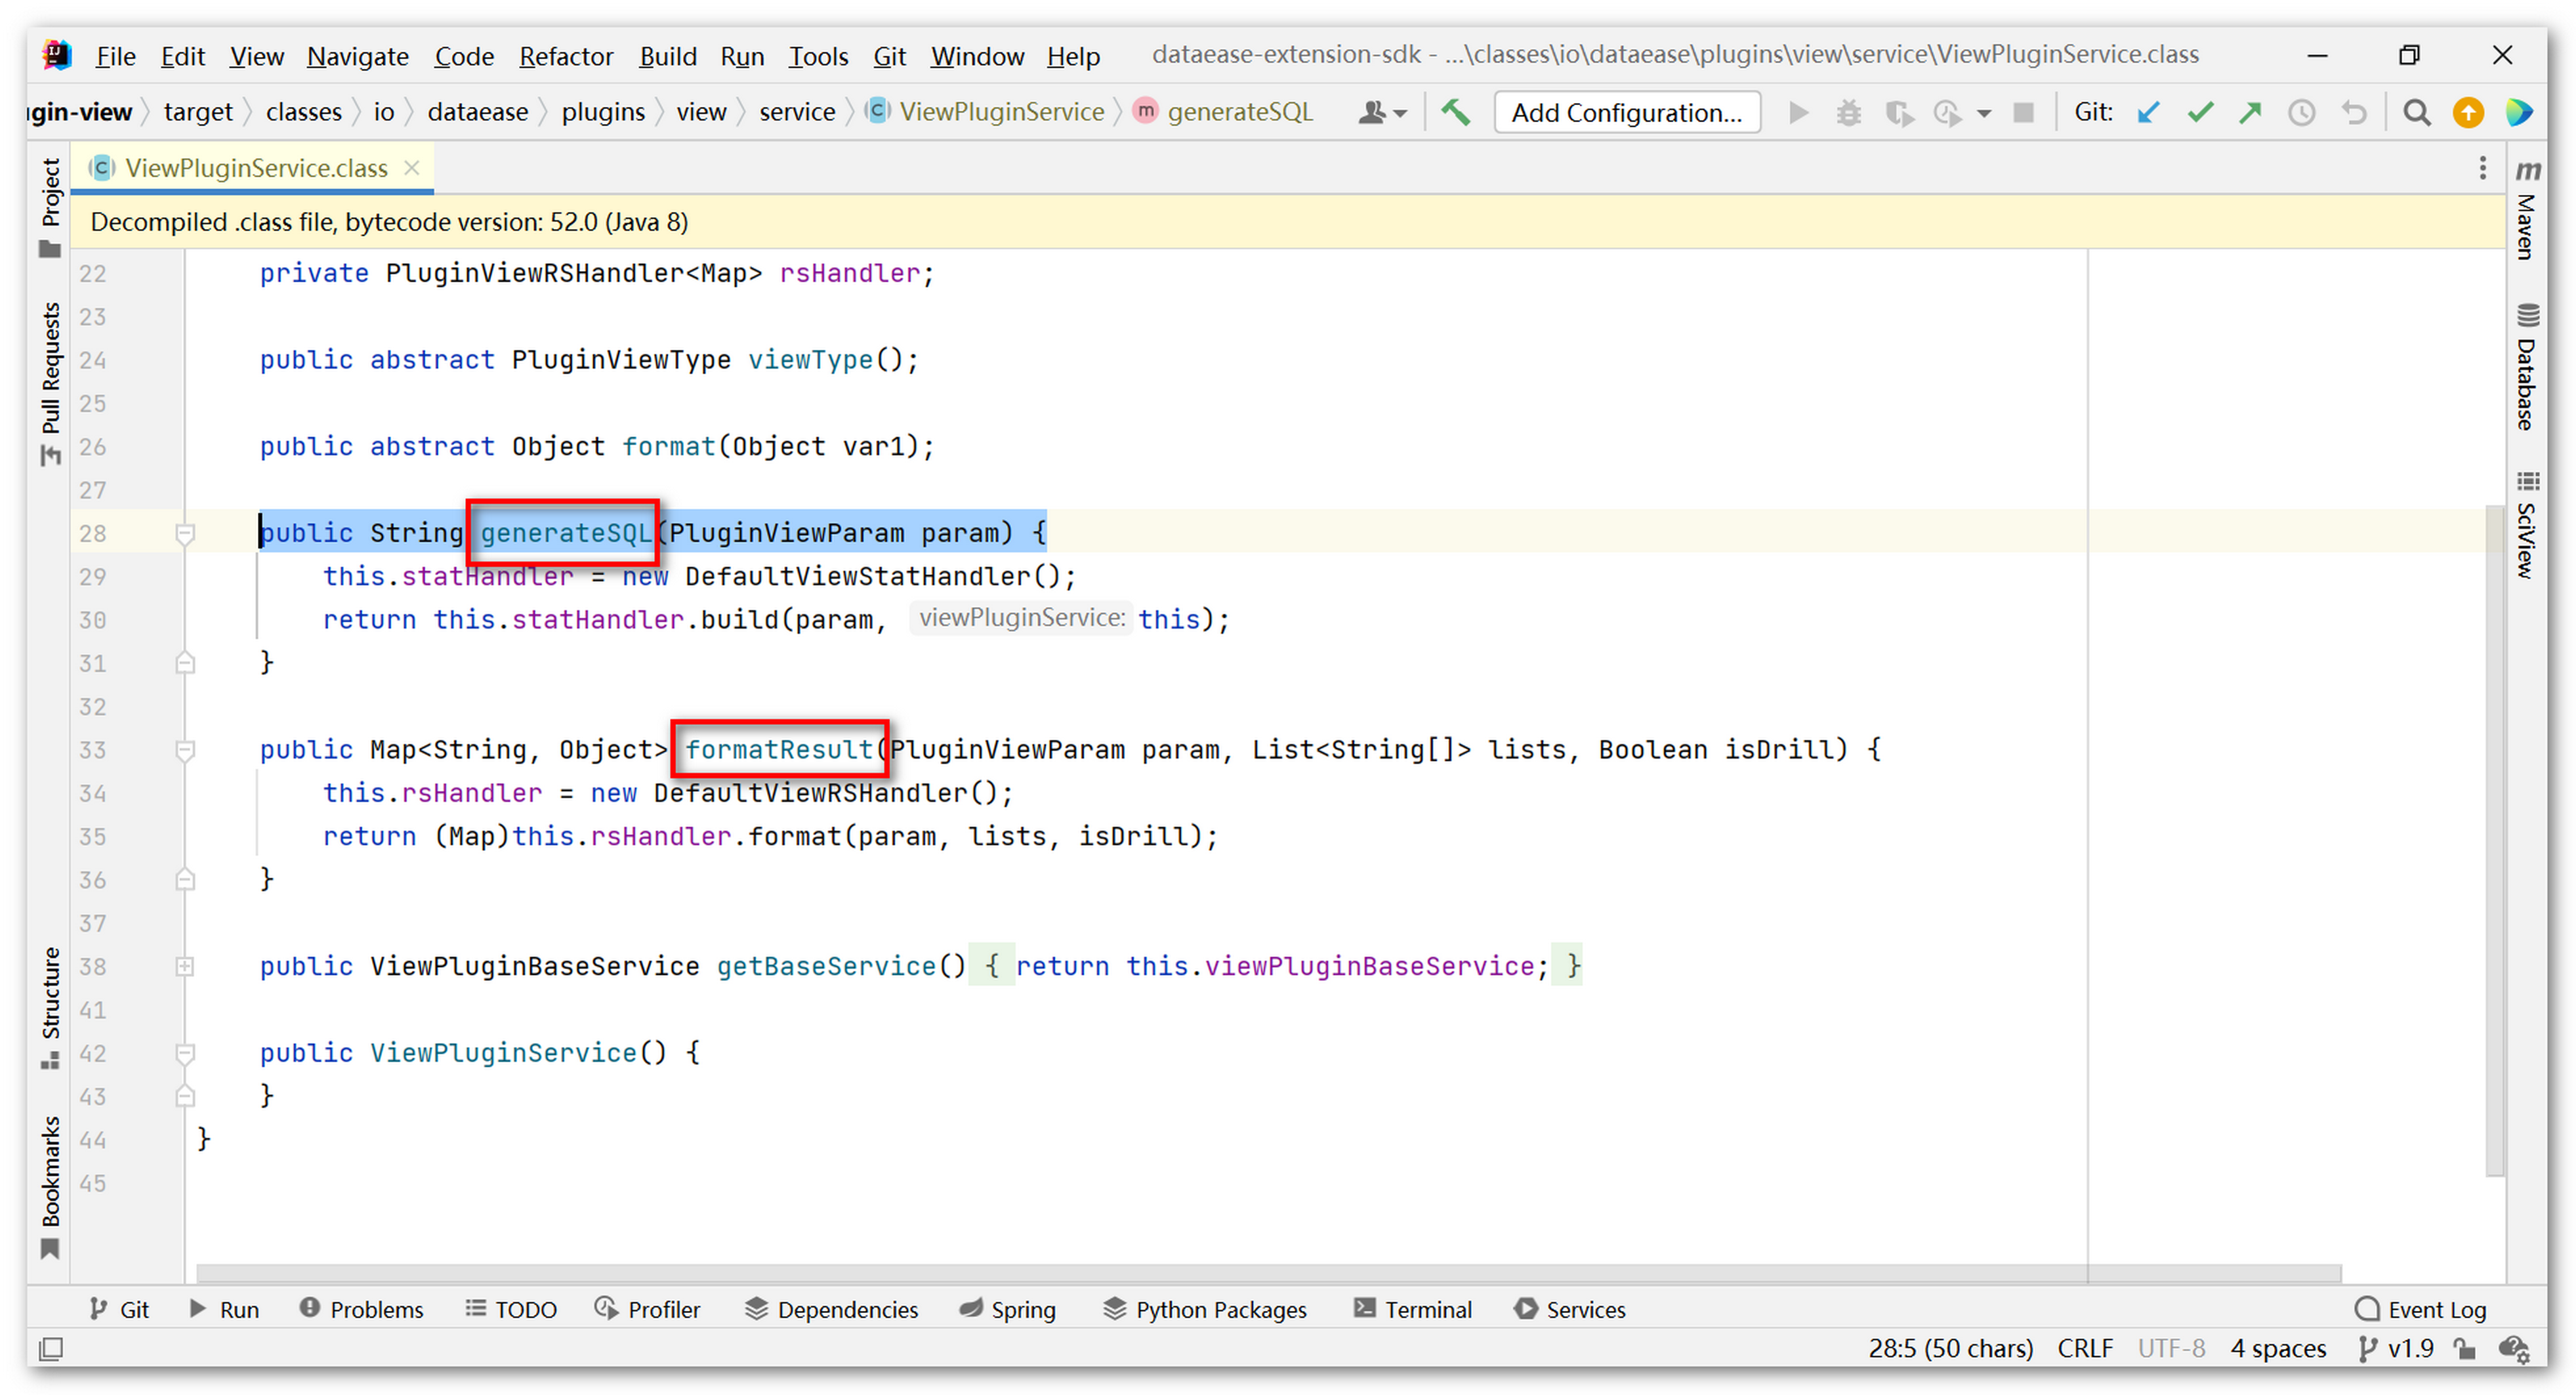 File Edit View Navigate Code Refactor Build Run Tools Git Window Help dataease-extension-sdk - ...\classes\io\dataease\plugins\view\service\ViewPluginService.class
gin-view target classes io dataease plugins view service ViewPluginService generateSQL Add Configuration... Git:
ViewPluginService.class
Decompiled .class file, bytecode version: 52.0 (Java 8)
Project
Pull Requests
Structure
Bookmarks
22 private PluginViewRSHandler<Map> rsHandler;
23
24 public abstract PluginViewType viewType();
25
26 public abstract Object format(Object var1);
27
28 public String generateSQL(PluginViewParam param) {
29 this.statHandler = new DefaultViewStatHandler();
30 return this.statHandler.build(param, viewPluginService: this);
31 }
32
33 public Map<String, Object> formatResult(PluginViewParam param, List<String[]> lists, Boolean isDrill) {
34 this.rsHandler = new DefaultViewRSHandler();
35 return (Map)this.rsHandler.format(param, lists, isDrill);
36 }
37
38 public ViewPluginBaseService getBaseService() { return this.viewPluginBaseService; }
41
42 public ViewPluginService() {
43 }
44 }
45
Maven
Database
SciView
Git Run Problems TODO Profiler Dependencies Spring Python Packages Terminal Services Event Log
28:5 (50 chars) CRLF UTF-8 4 spaces v1.9